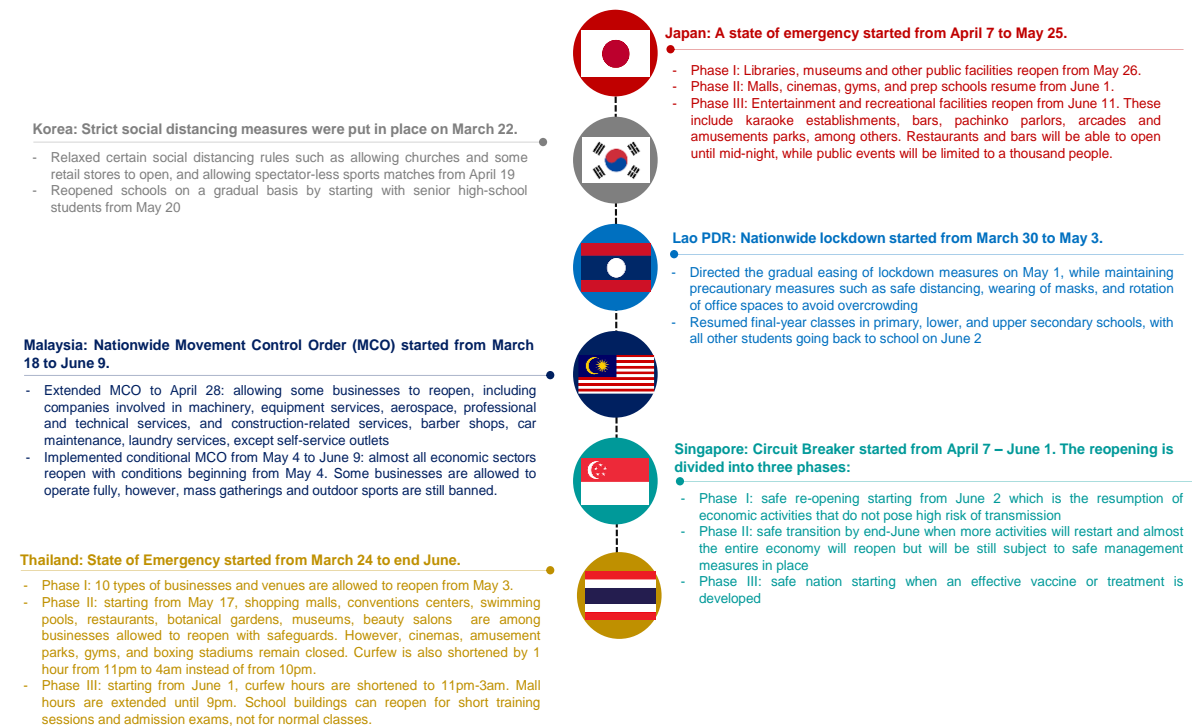 Japan: A state of emergency started from April 7 to May 25.
- Phase I: Libraries, museums and other public facilities reopen from May 26.
- Phase II: Malls, cinemas, gyms, and prep schools resume from June 1.
- Phase III: Entertainment and recreational facilities reopen from June 11. These
include karaoke establishments, bars, pachinko parlors, arcades and
amusements parks, among others. Restaurants and bars will be able to open
until mid-night, while public events will be limited to a thousand people.
Korea: Strict social distancing measures were put in place on March 22.
- Relaxed certain social distancing rules such as allowing churches and some
retail stores to open, and allowing spectator-less sports matches from April 19
- Reopened schools on a gradual basis by starting with senior high-school
students from May 20
Lao PDR: Nationwide lockdown started from March 30 to May 3.
- Directed the gradual easing of lockdown measures on May 1, while maintaining
precautionary measures such as safe distancing, wearing of masks, and rotation
of office spaces to avoid overcrowding
- Resumed final-year classes in primary, lower, and upper secondary schools, with
all other students going back to school on June 2
Malaysia: Nationwide Movement Control Order (MCO) started from March
18 to June 9.
- Extended MCO to April 28: allowing some businesses to reopen, including
companies involved in machinery, equipment services, aerospace, professional
and technical services, and construction-related services, barber shops, car
maintenance, laundry services, except self-service outlets
- Implemented conditional MCO from May 4 to June 9: almost all economic sectors
reopen with conditions beginning from May 4. Some businesses are allowed to
operate fully, however, mass gatherings and outdoor sports are still banned.
Singapore: Circuit Breaker started from April 7 – June 1. The reopening is
divided into three phases:
- Phase I: safe re-opening starting from June 2 which is the resumption of
economic activities that do not pose high risk of transmission
- Phase II: safe transition by end-June when more activities will restart and almost
the entire economy will reopen but will be still subject to safe management
measures in place
- Phase III: safe nation starting when an effective vaccine or treatment is
developed
Thailand: State of Emergency started from March 24 to end June.
- Phase I: 10 types of businesses and venues are allowed to reopen from May 3.
- Phase II: starting from May 17, shopping malls, conventions centers, swimming
pools, restaurants, botanical gardens, museums, beauty salons are among
businesses allowed to reopen with safeguards. However, cinemas, amusement
parks, gyms, and boxing stadiums remain closed. Curfew is also shortened by 1
hour from 11pm to 4am instead of from 10pm.
- Phase III: starting from June 1, curfew hours are shortened to 11pm-3am. Mall
hours are extended until 9pm. School buildings can reopen for short training
sessions and admission exams, not for normal classes.